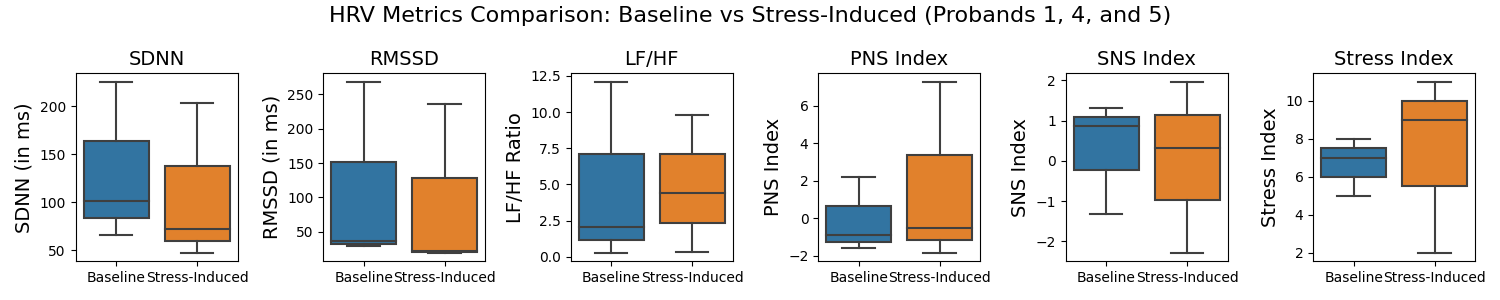 HRV Metrics Comparison: Baseline vs Stress-Induced (Probands 1, 4, and 5)
SDNN
SDNN (in ms)
200
150
100
50
Baseline Stress-Induced
RMSSD
RMSSD (in ms)
250
200
150
100
50
Baseline Stress-Induced
LF/HF
LF/HF Ratio
12.5
10.0
7.5
5.0
2.5
0.0
Baseline Stress-Induced
PNS Index
PNS Index
6
4
2
0
−2
Baseline Stress-Induced
SNS Index
SNS Index
2
1
0
−1
−2
Baseline Stress-Induced
Stress Index
Stress Index
10
8
6
4
2
Baseline Stress-Induced